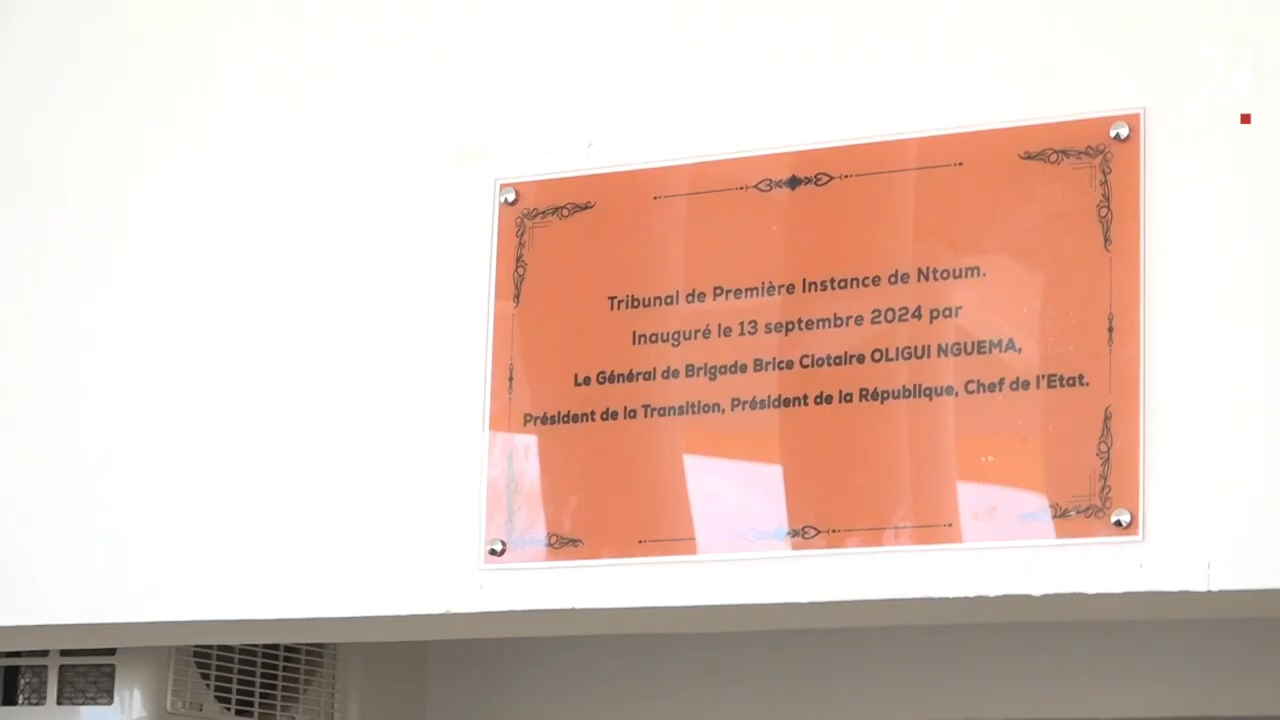 Tribunal de Première Instance de Ntoum.
Inauguré le 13 septembre 2024 par
Le Général de Brigade Brice Clotaire OLIGUI NGUEMA,
Président de la Transition, Président de la République, Chef de l'Etat.